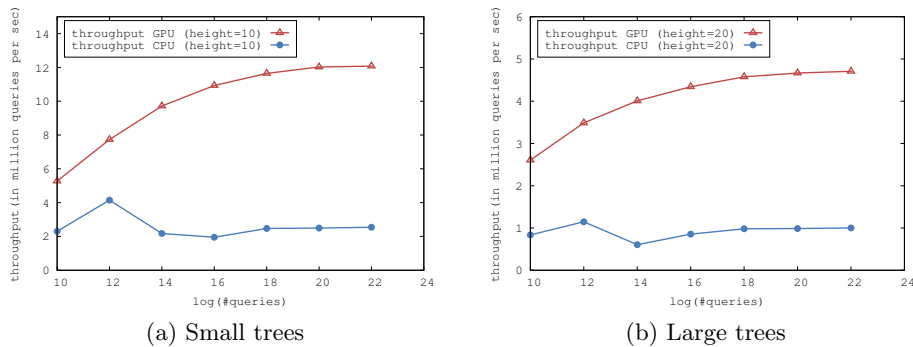 throughput (in million queries per sec)
14
12
10
8
6
4
2
0
throughput GPU (height=10)
throughput CPU (height=10)
10 12 14 16 18 20 22 24
log(#queries)
(a) Small trees
throughput (in million queries per sec)
6
5
4
3
2
1
0
throughput GPU (height=20)
throughput CPU (height=20)
10 12 14 16 18 20 22 24
log(#queries)
(b) Large trees